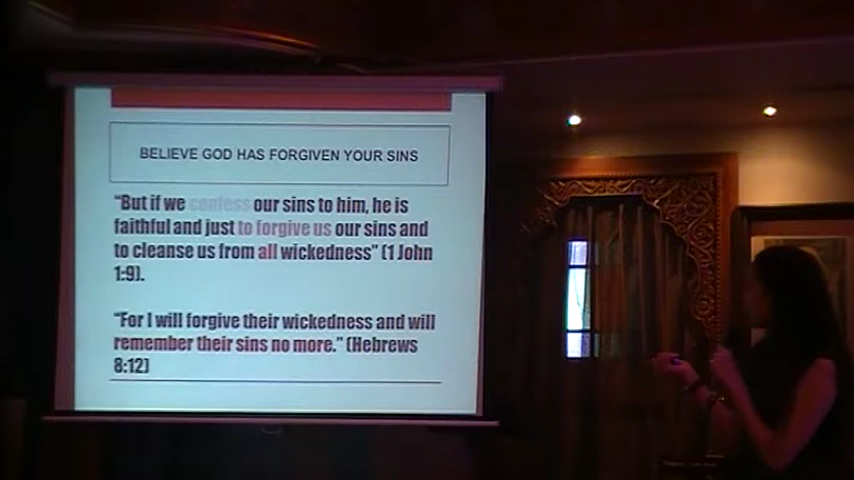 BELIEVE GOD HAS FORGIVEN YOUR SINS
"But if we confess our sins to him, he is
faithful and just to forgive us our sins and
to cleanse us from all wickedness" (1 John
1:9).
"For I will forgive their wickedness and will
remember their sins no more." (Hebrews
8:12)